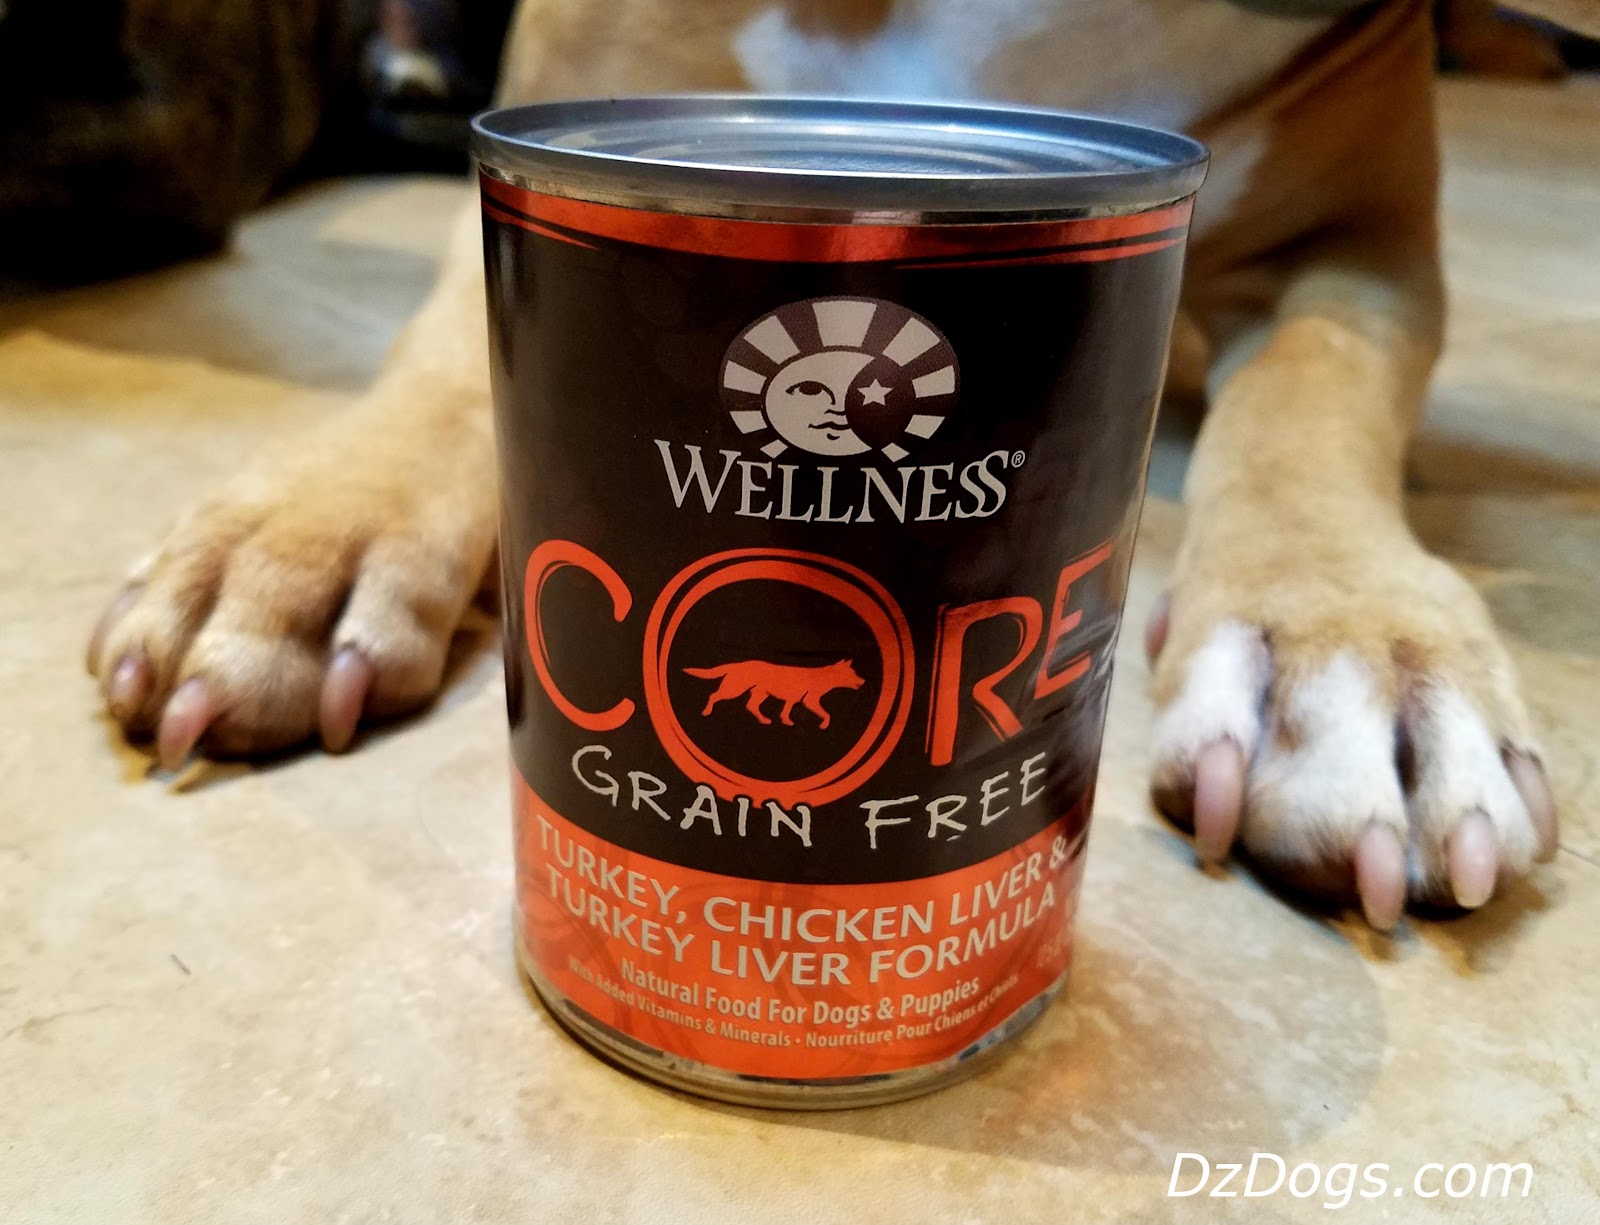 WELLNESS®
CORE
GRAIN FREE
TURKEY, CHICKEN LIVER &
TURKEY LIVER FORMULA
Natural Food For Dogs & Puppies
With Added Vitamins & Minerals • Nourriture Pour Chiens et Chiots
DzDogs.com